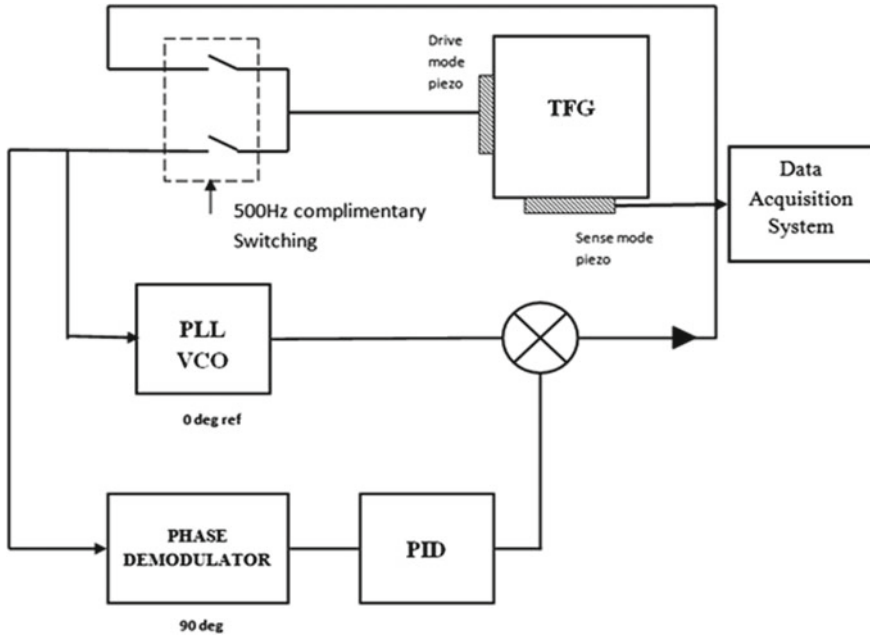 Drive
mode
piezo
TFG
Data
Acquisition
System
500Hz complimentary
Switching
Sense mode
piezo
PLL
VCO
0 deg ref
PHASE
DEMODULATOR
PID
90 deg